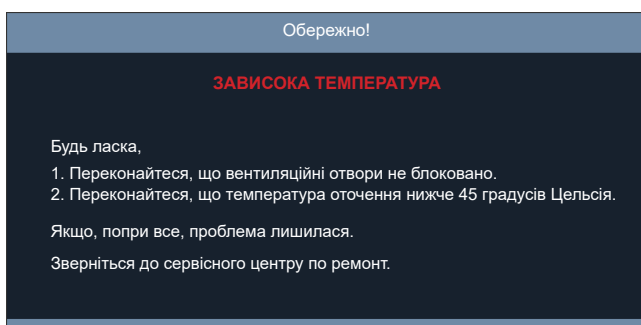 Обережно!
ЗАВИСОКА ТЕМПЕРАТУРА
Будь ласка,
1. Переконайтеся, що вентиляційні отвори не блоковано.
2. Переконайтеся, що температура оточення нижче 45 градусів Цельсія.
Якщо, попри все, проблема лишилася.
Зверніться до сервісного центру по ремонт.